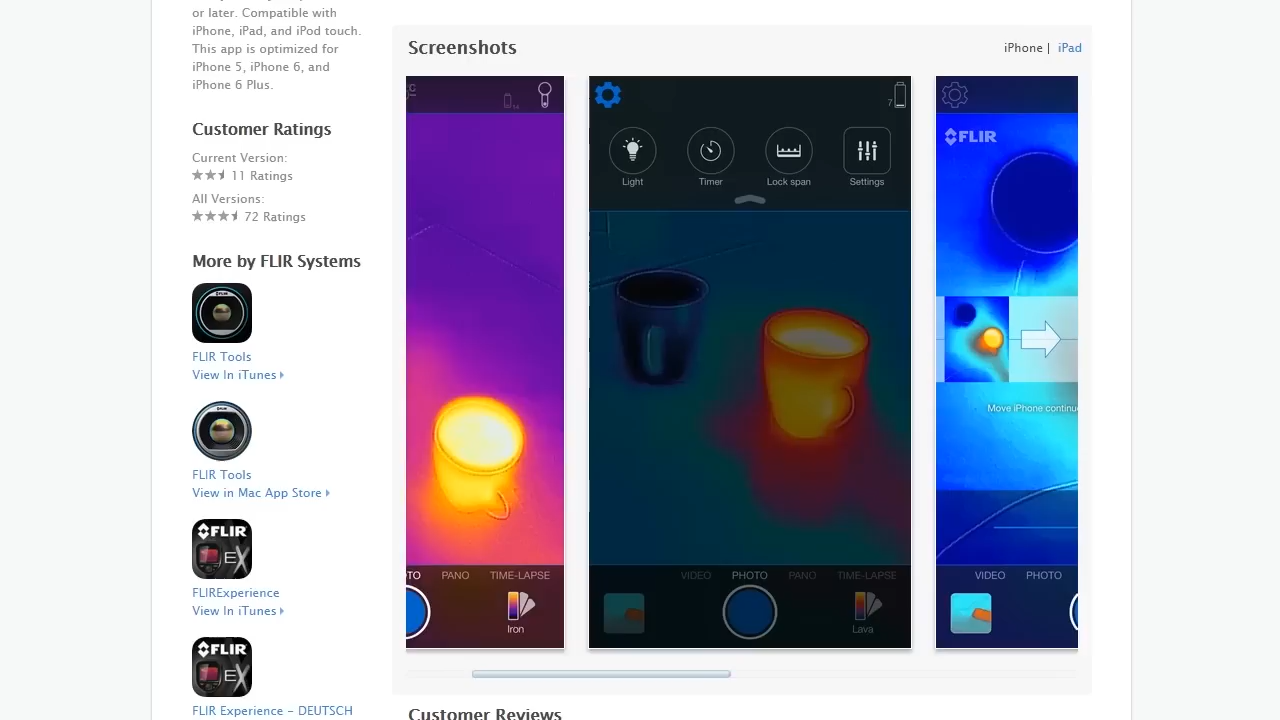 or later. Compatible with
iPhone, iPad, and iPod touch.
This app is optimized for
iPhone 5, iPhone 6, and
iPhone 6 Plus.
Customer Ratings
Current Version:
11 Ratings
All Versions:
72 Ratings
More by FLIR Systems
FLIR Tools
View In iTunes
FLIR Tools
View in Mac App Store
FLIR
EX
FLIRExperience
View In iTunes
FLIR
EX
FLIR Experience – DEUTSCH
Screenshots
iPhone | iPad
C
TO PANO TIME-LAPSE
Iron
7
Light Timer Lock span Settings
VIDEO PHOTO PANO TIME-LAPSE
Lava
FLIR
Move iPhone continu
VIDEO PHOTO
Customer Reviews